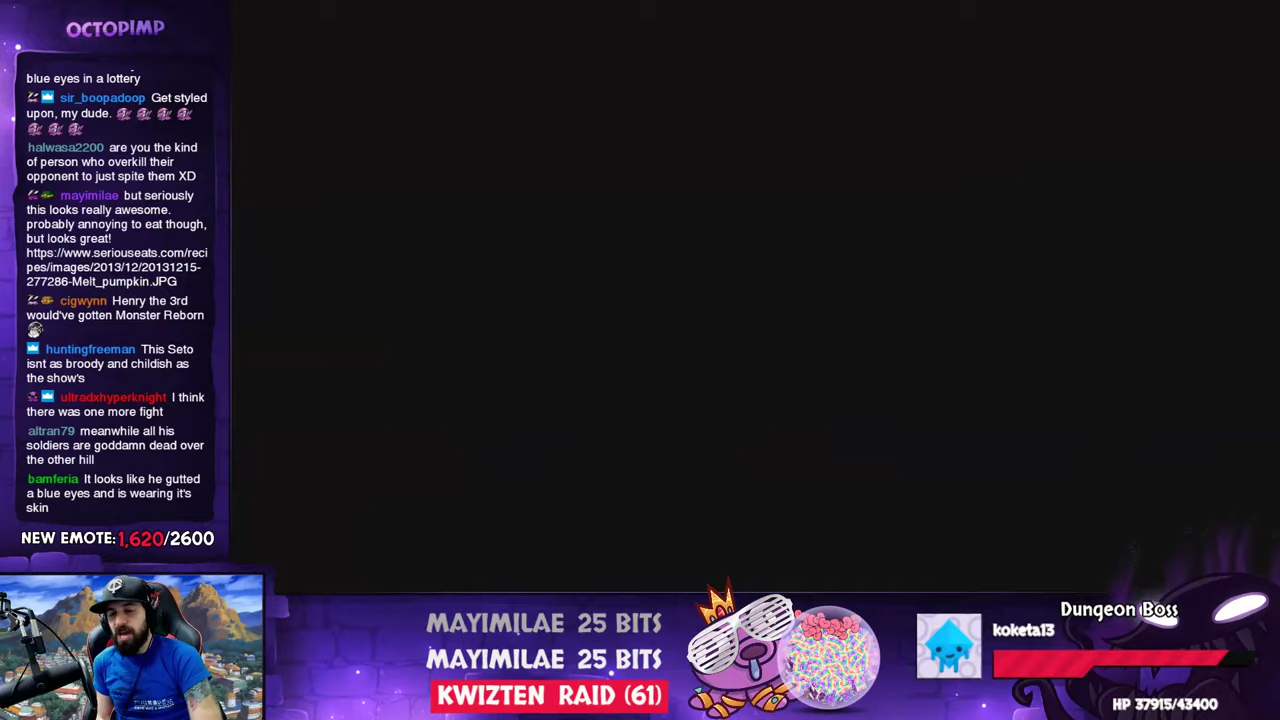 OCTOPIMP
blue eyes in a lottery
sir_boopadoop Get styled
upon, my dude.
halwasa2200 are you the kind
of person who overkill their
opponent to just spite them XD
mayimilae but seriously
this looks really awesome.
probably annoying to eat though,
but looks great!
https://www.seriouseats.com/reci
pes/images/2013/12/20131215-
277286-Melt_pumpkin.JPG
cigwynn Henry the 3rd
would've gotten Monster Reborn
huntingfreeman This Seto
isnt as broody and childish as
the show's
ultradxhyperknight I think
there was one more fight
altran79 meanwhile all his
soldiers are goddamn dead over
the other hill
bamferia It looks like he gutted
a blue eyes and is wearing it's
skin
NEW EMOTE: 1,620/2600
MAYIMILAE 25 BITS
MAYIMILAE 25 BITS
KWIZTEN RAID (61)
Dungeon Boss
koketa13
HP 37915/43400